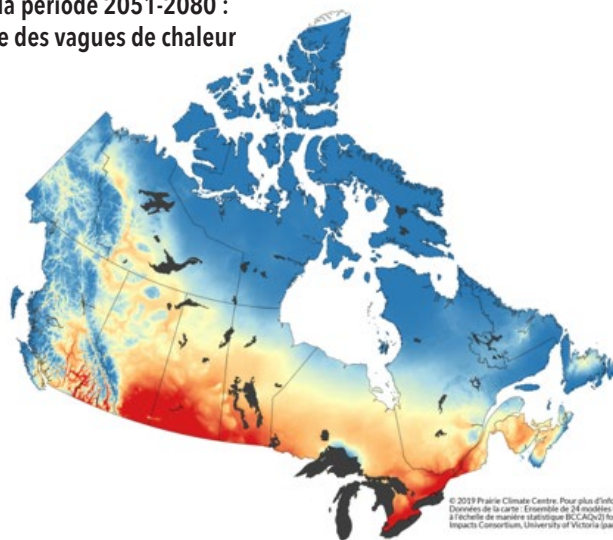 la période 2051-2080 :
e des vagues de chaleur
© 2019 Prairie Climate Centre. Pour plus d'info
Données de la carte : Ensemble de 24 modèles
à l'échelle de manière statistique BCCAQv2) fo
Impacts Consortium, University of Victoria (pa